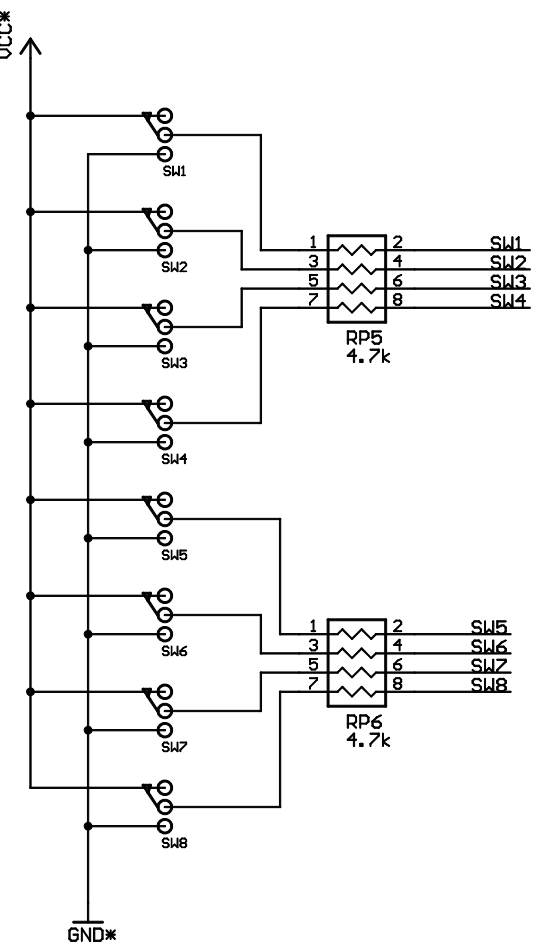 VCC*
SW1
SW2
SW3
SW4
SW5
SW6
SW7
SW8
1 2 SW1
3 4 SW2
5 6 SW3
7 8 SW4
RP5
4.7k
1 2 SW5
3 4 SW6
5 6 SW7
7 8 SW8
RP6
4.7k
GND*